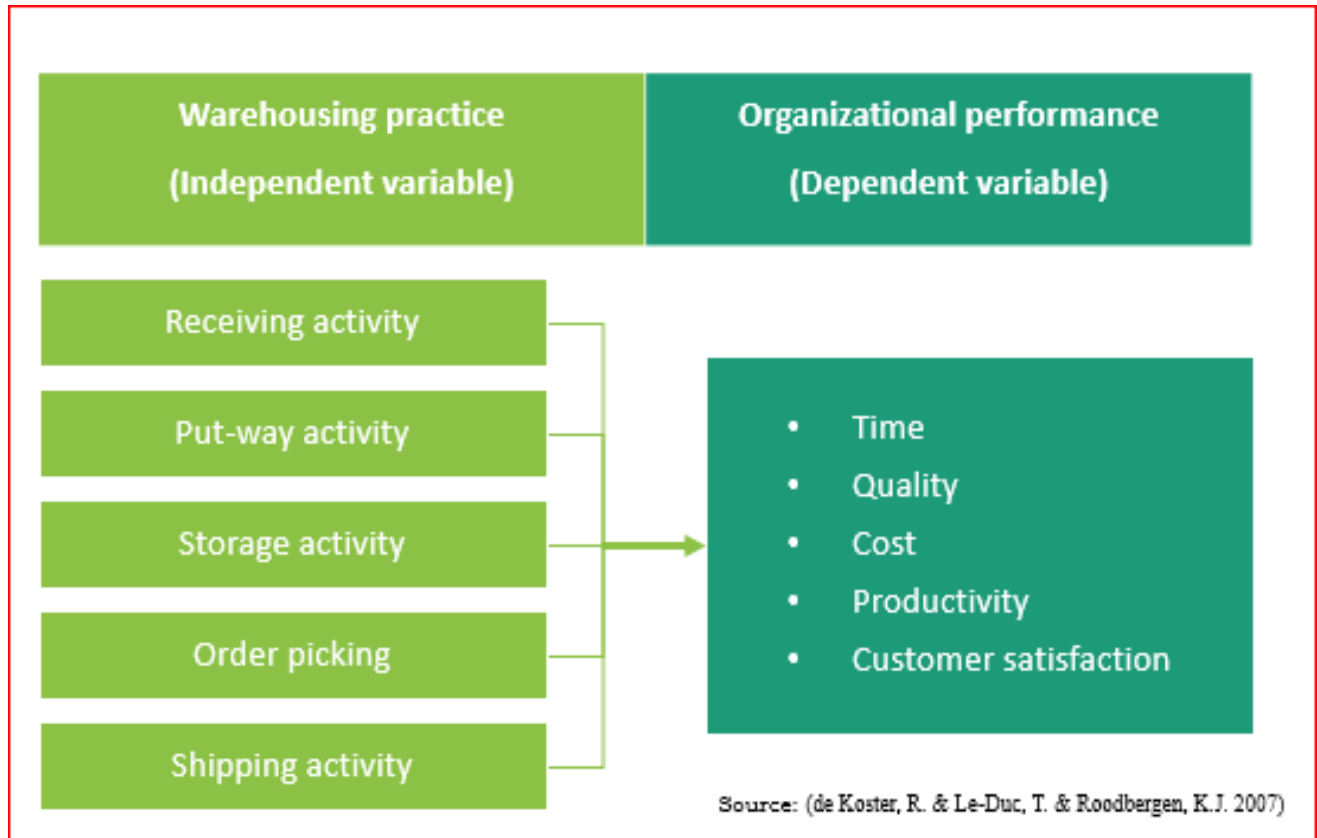 Warehousing practice
(Independent variable)
Organizational performance
(Dependent variable)
Receiving activity
Put-way activity
Storage activity
Order picking
Shipping activity
• Time
• Quality
• Cost
• Productivity
• Customer satisfaction
Source: (de Koster, R. & Le-Duc, T. & Roodbergen, K.J. 2007)